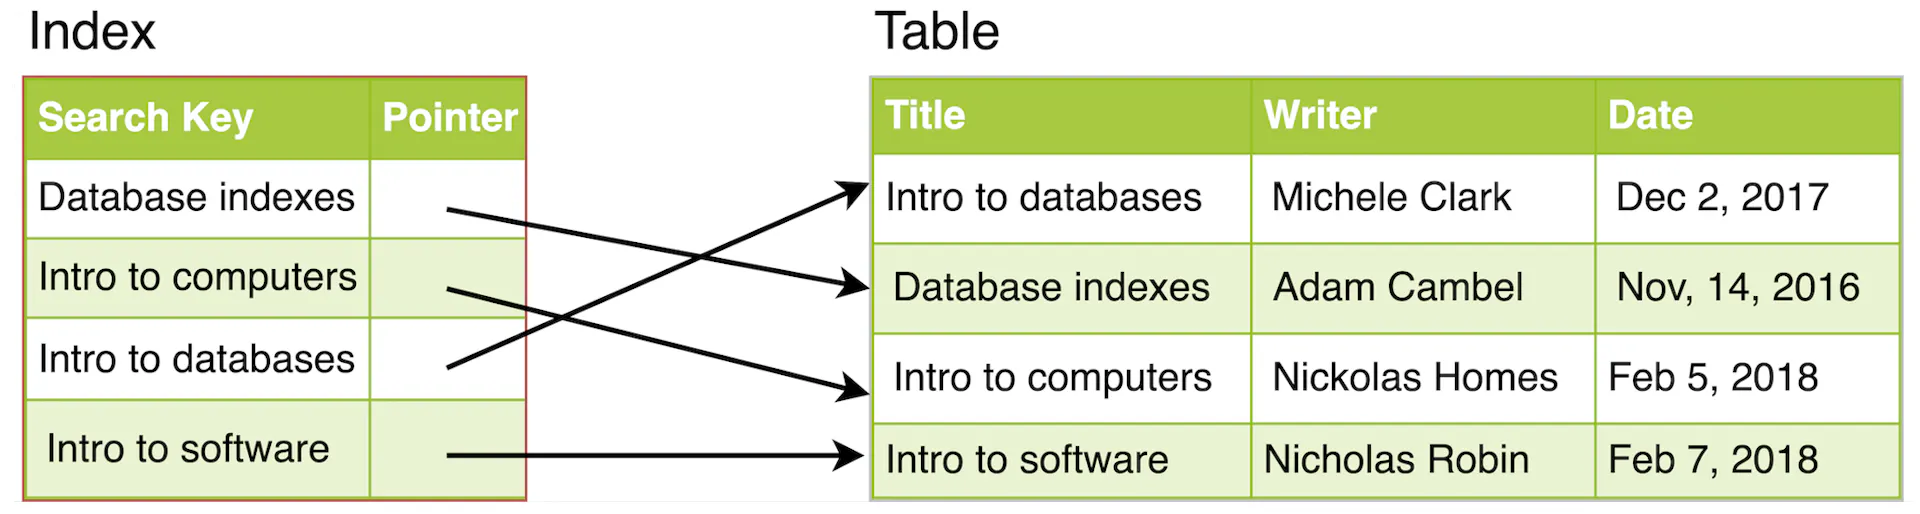 Index
Search Key Pointer
Database indexes
Intro to computers
Intro to databases
Intro to software
Table
Title Writer Date
Intro to databases Michele Clark Dec 2, 2017
Database indexes Adam Cambel Nov, 14, 2016
Intro to computers Nickolas Homes Feb 5, 2018
Intro to software Nicholas Robin Feb 7, 2018